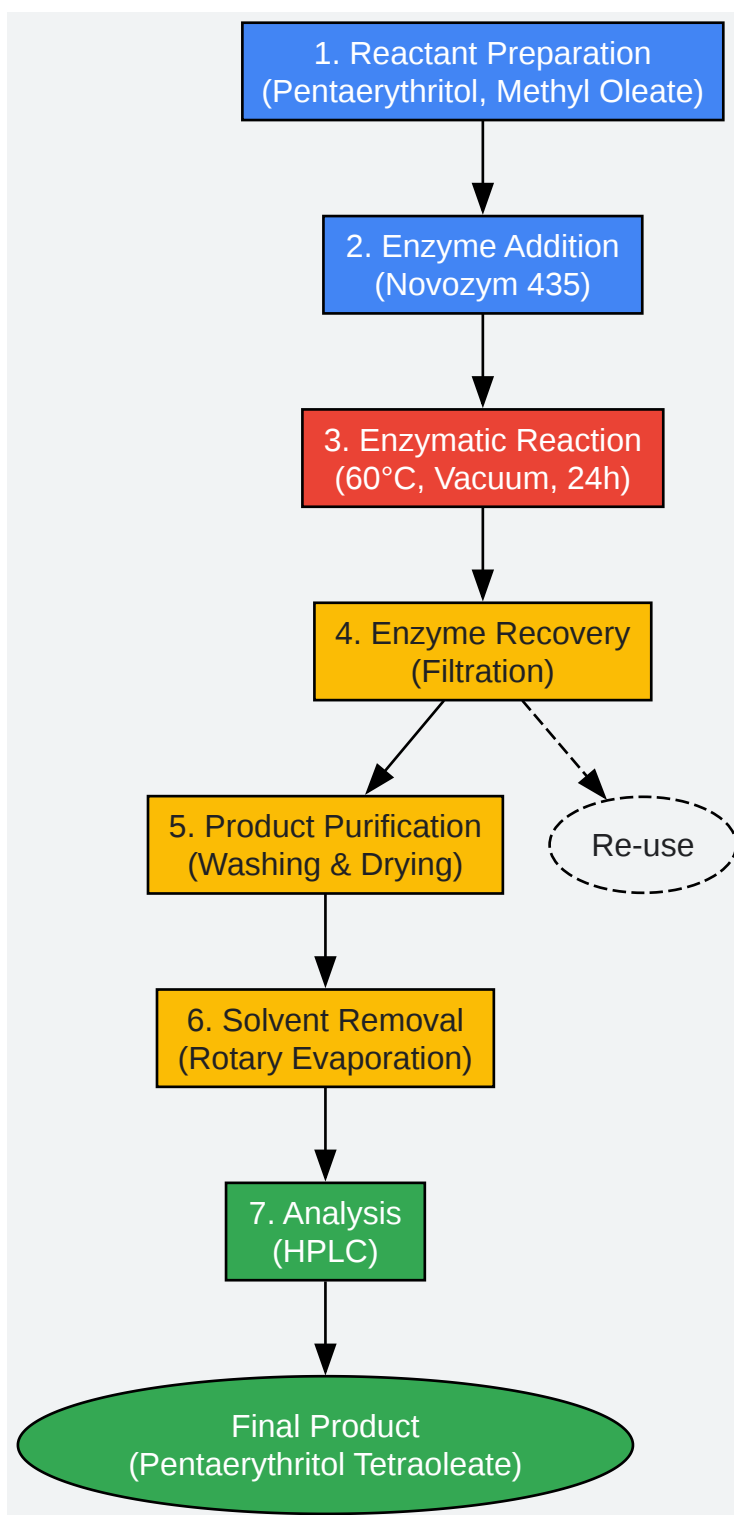 1. Reactant Preparation
(Pentaerythritol, Methyl Oleate)
2. Enzyme Addition
(Novozym 435)
3. Enzymatic Reaction
(60°C, Vacuum, 24h)
4. Enzyme Recovery
(Filtration)
5. Product Purification
(Washing & Drying)
Re-use
6. Solvent Removal
(Rotary Evaporation)
7. Analysis
(HPLC)
Final Product
(Pentaerythritol Tetraoleate)